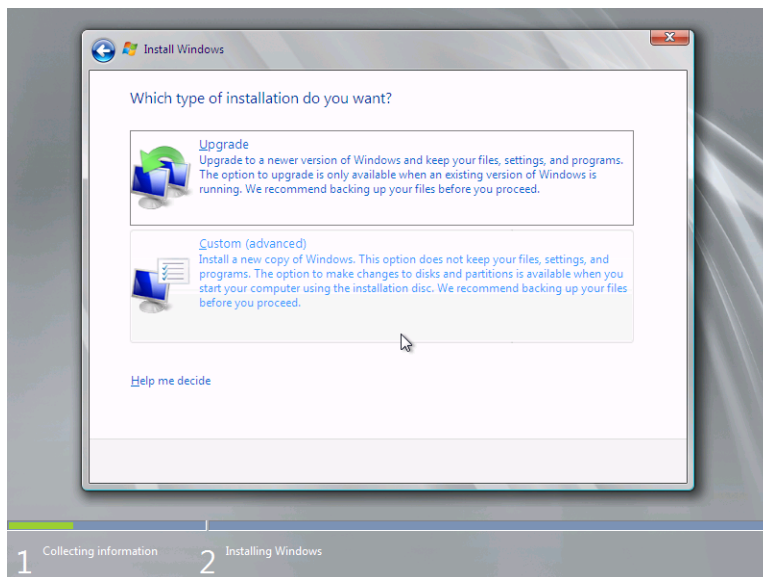 Install Windows
Which type of installation do you want?
Upgrade
Upgrade to a newer version of Windows and keep your files, settings, and programs.
The option to upgrade is only available when an existing version of Windows is
running. We recommend backing up your files before you proceed.
Custom (advanced)
Install a new copy of Windows. This option does not keep your files, settings, and
programs. The option to make changes to disks and partitions is available when you
start your computer using the installation disc. We recommend backing up your files
before you proceed.
Help me decide
1 Collecting information 2 Installing Windows